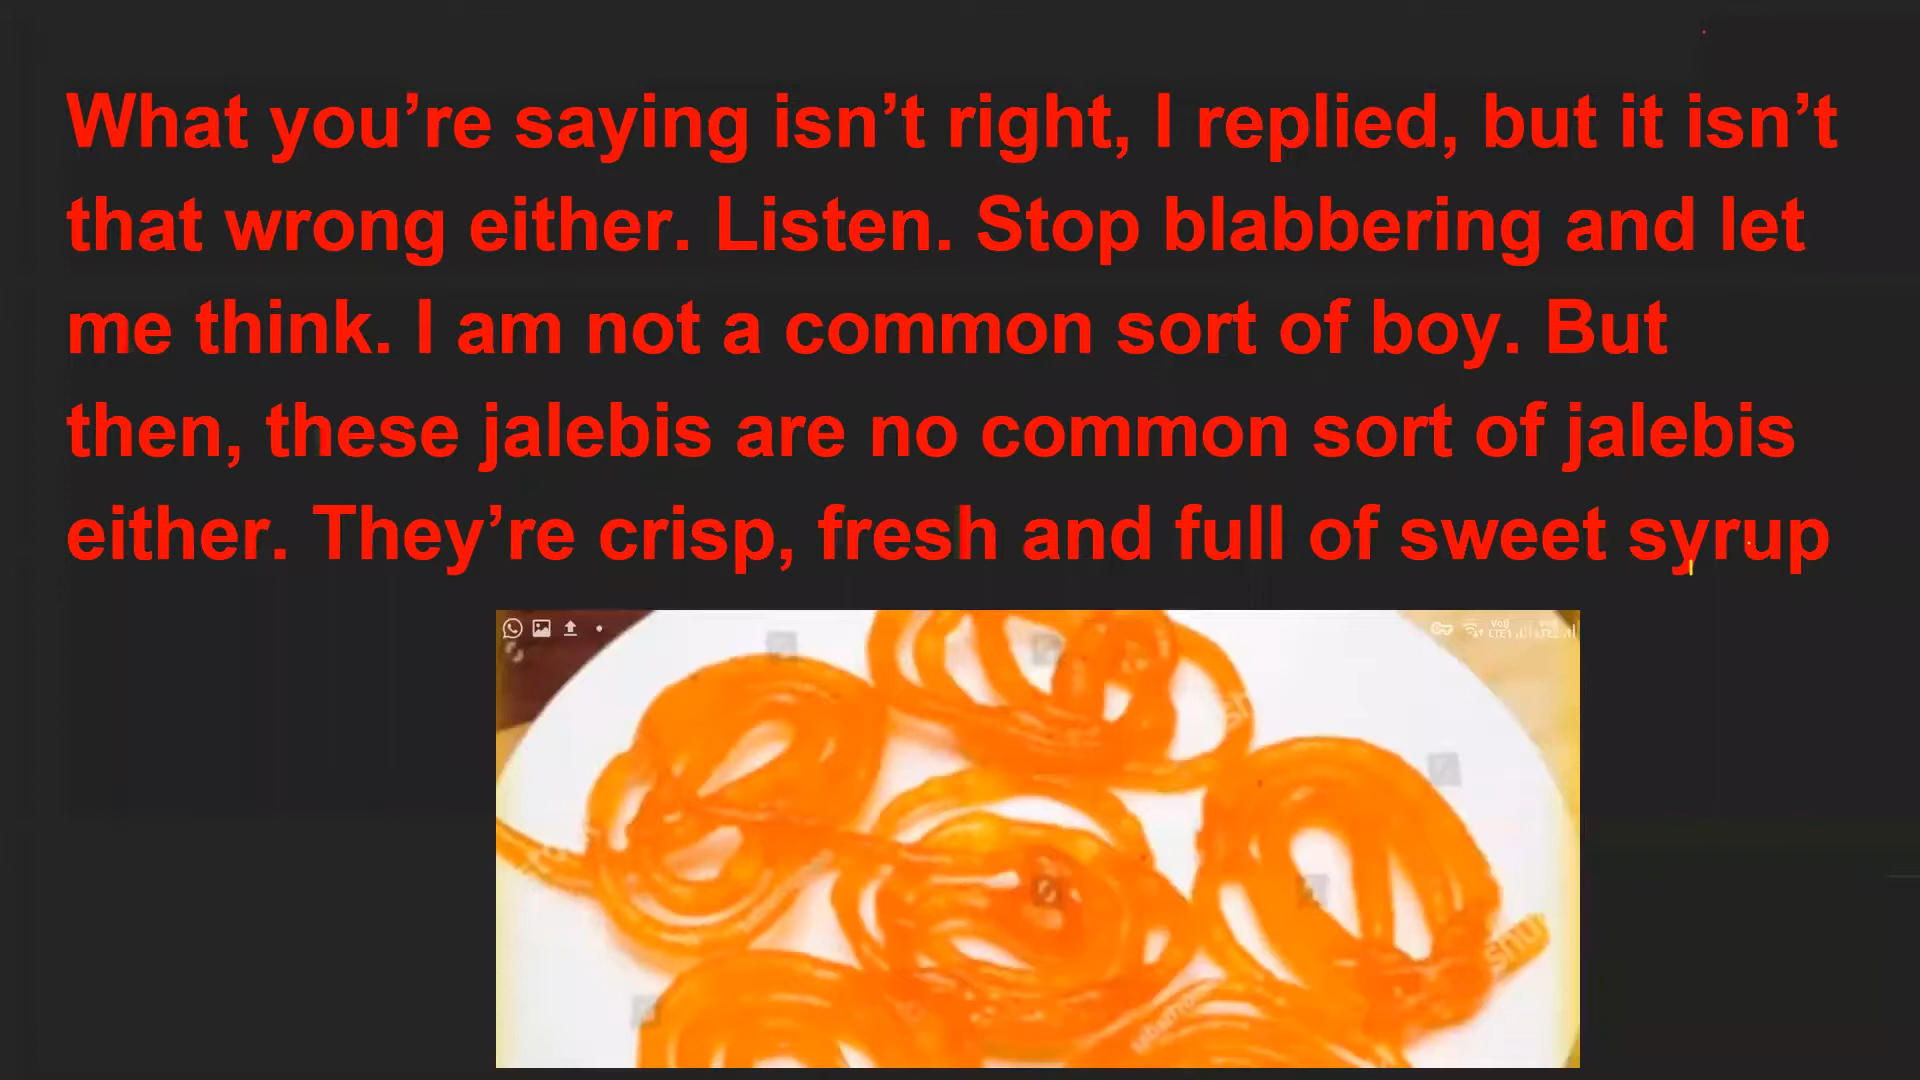 What you’re saying isn’t right, I replied, but it isn’t
that wrong either. Listen. Stop blabbering and let
me think. I am not a common sort of boy. But
then, these jalebis are no common sort of jalebis
either. They’re crisp, fresh and full of sweet syrup